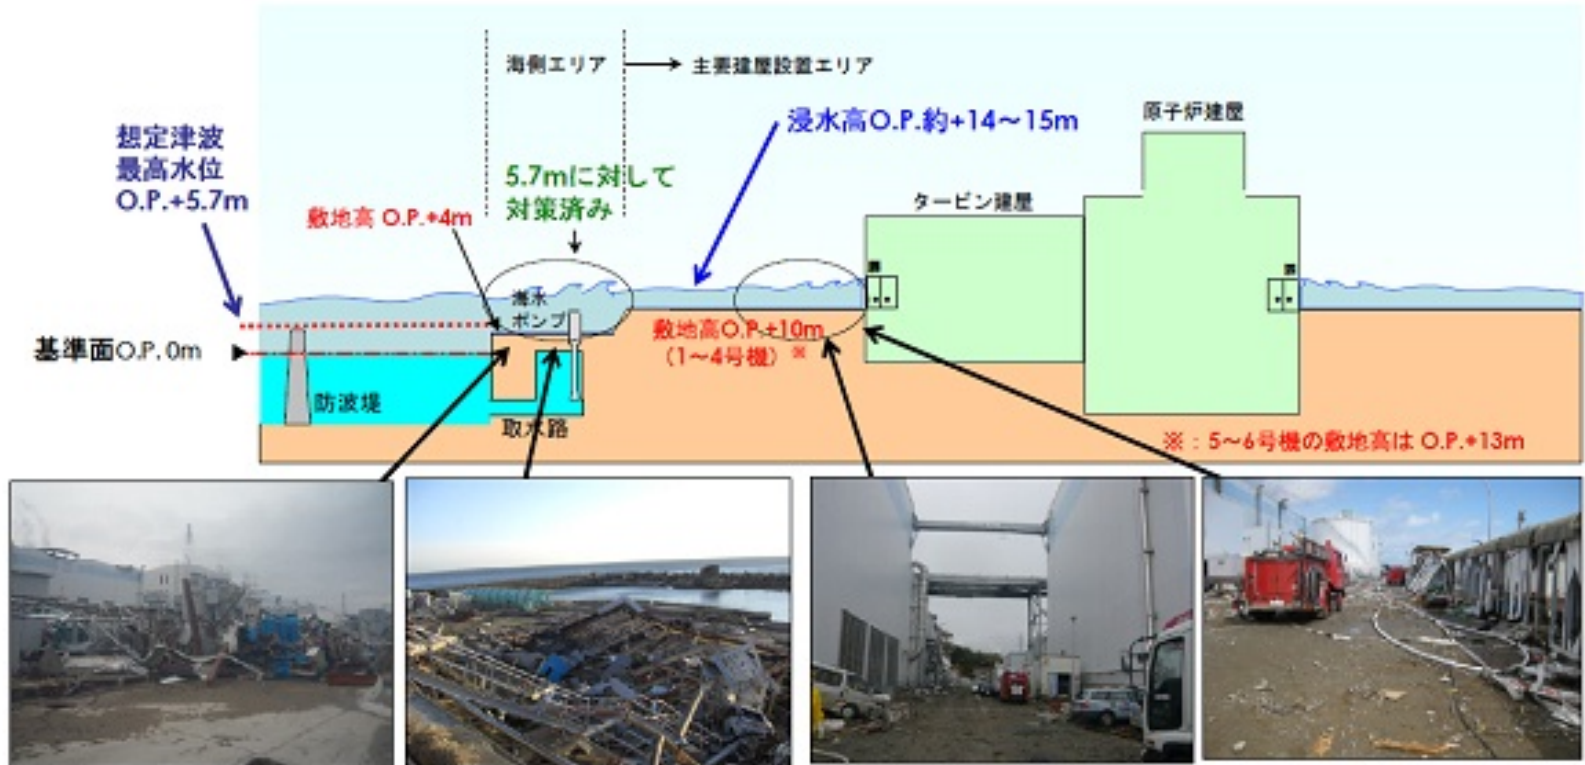 海側エリア
主要建屋設置エリア
原子炉建屋
浸水高O.P.約+14～15m
想定津波
最高水位
O.P.+5.7m
5.7mに対して
対策済み
タービン建屋
敷地高 O.P.+4m
海水
ポンプ
敷地高O.P.+10m
（1～4号機）※
基準面O.P. 0m
防波堤
取水路
※：5～6号機の敷地高は O.P.+13m